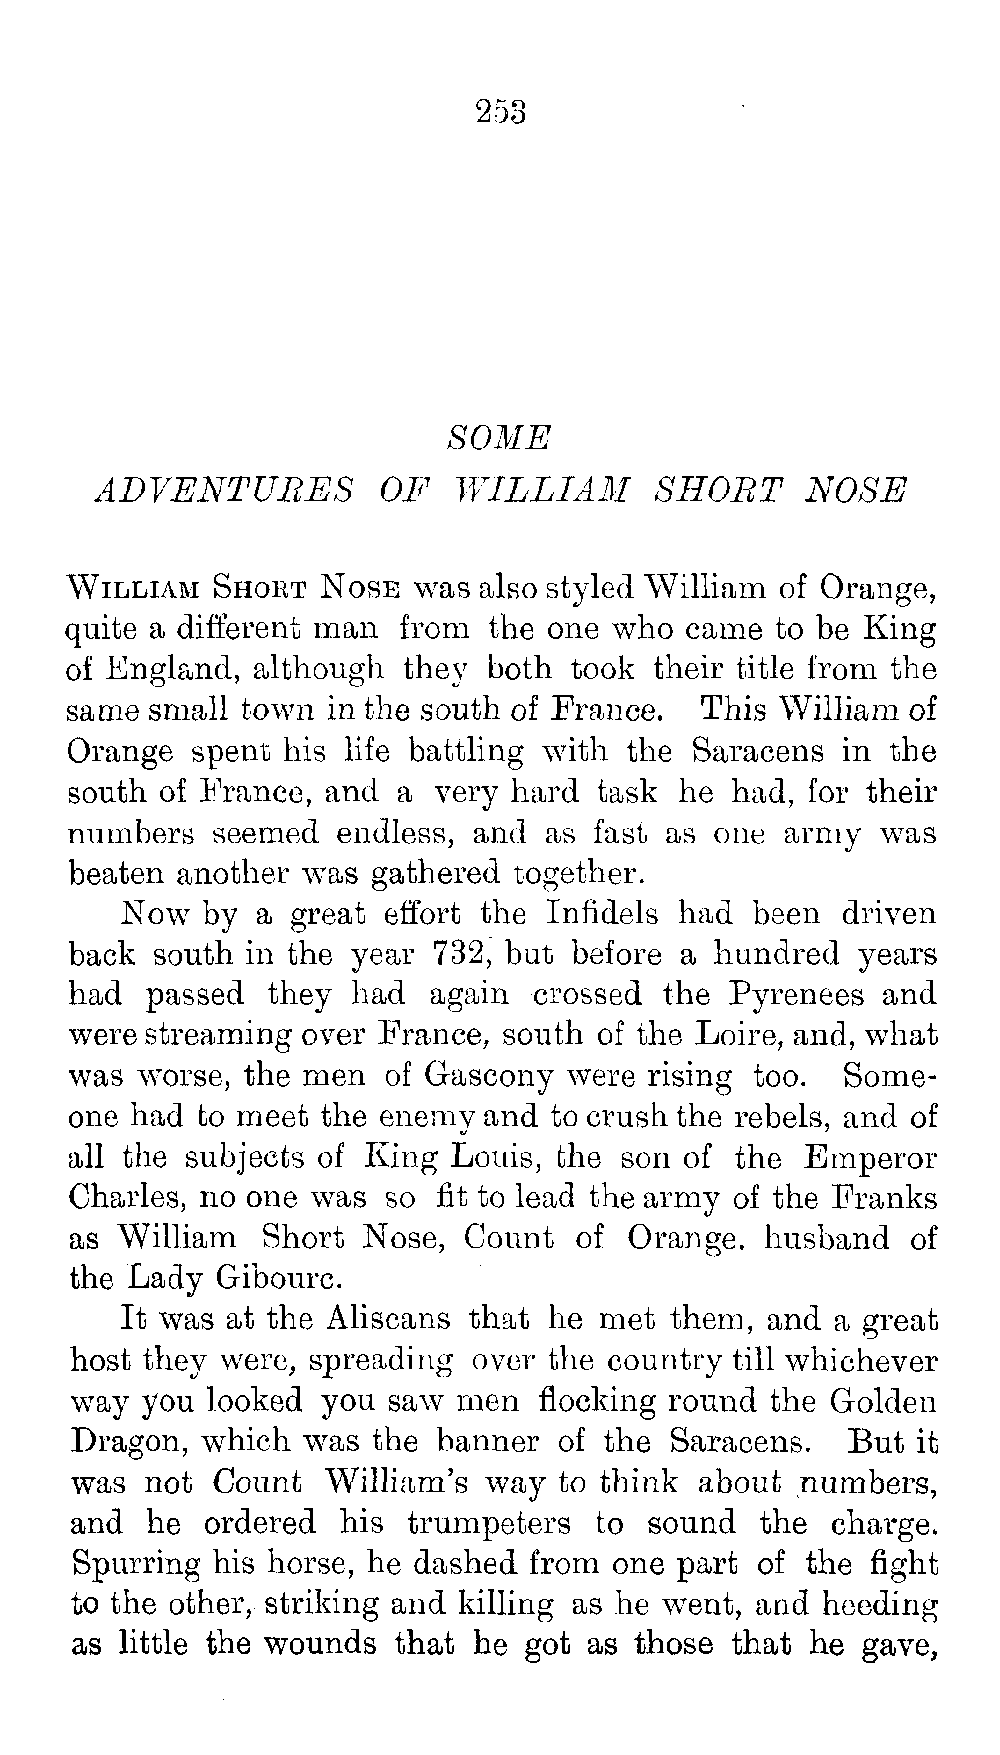 253
SOME
ADVENTURES OF WILLIAM SHORT NOSE
WILLIAM SHORT NOSE was also styled William of Orange,
quite a different man from the one who came to be King
of England, although they both took their title from the
same small town in the south of France. This William of
Orange spent his life battling with the Saracens in the
south of France, and a very hard task he had, for their
numbers seemed endless, and as fast as one army was
beaten another was gathered together.
Now by a great effort the Infidels had been driven
back south in the year 732, but before a hundred years
had passed they had again crossed the Pyrenees and
were streaming over France, south of the Loire, and, what
was worse, the men of Gascony were rising too. Some-
one had to meet the enemy and to crush the rebels, and of
all the subjects of King Louis, the son of the Emperor
Charles, no one was so fit to lead the army of the Franks
as William Short Nose, Count of Orange, husband of
the Lady Gibourc.
It was at the Aliscans that he met them, and a great
host they were, spreading over the country till whichever
way you looked you saw men flocking round the Golden
Dragon, which was the banner of the Saracens. But it
was not Count William's way to think about numbers,
and he ordered his trumpeters to sound the charge.
Spurring his horse, he dashed from one part of the fight
to the other, striking and killing as he went, and heeding
as little the wounds that he got as those that he gave,